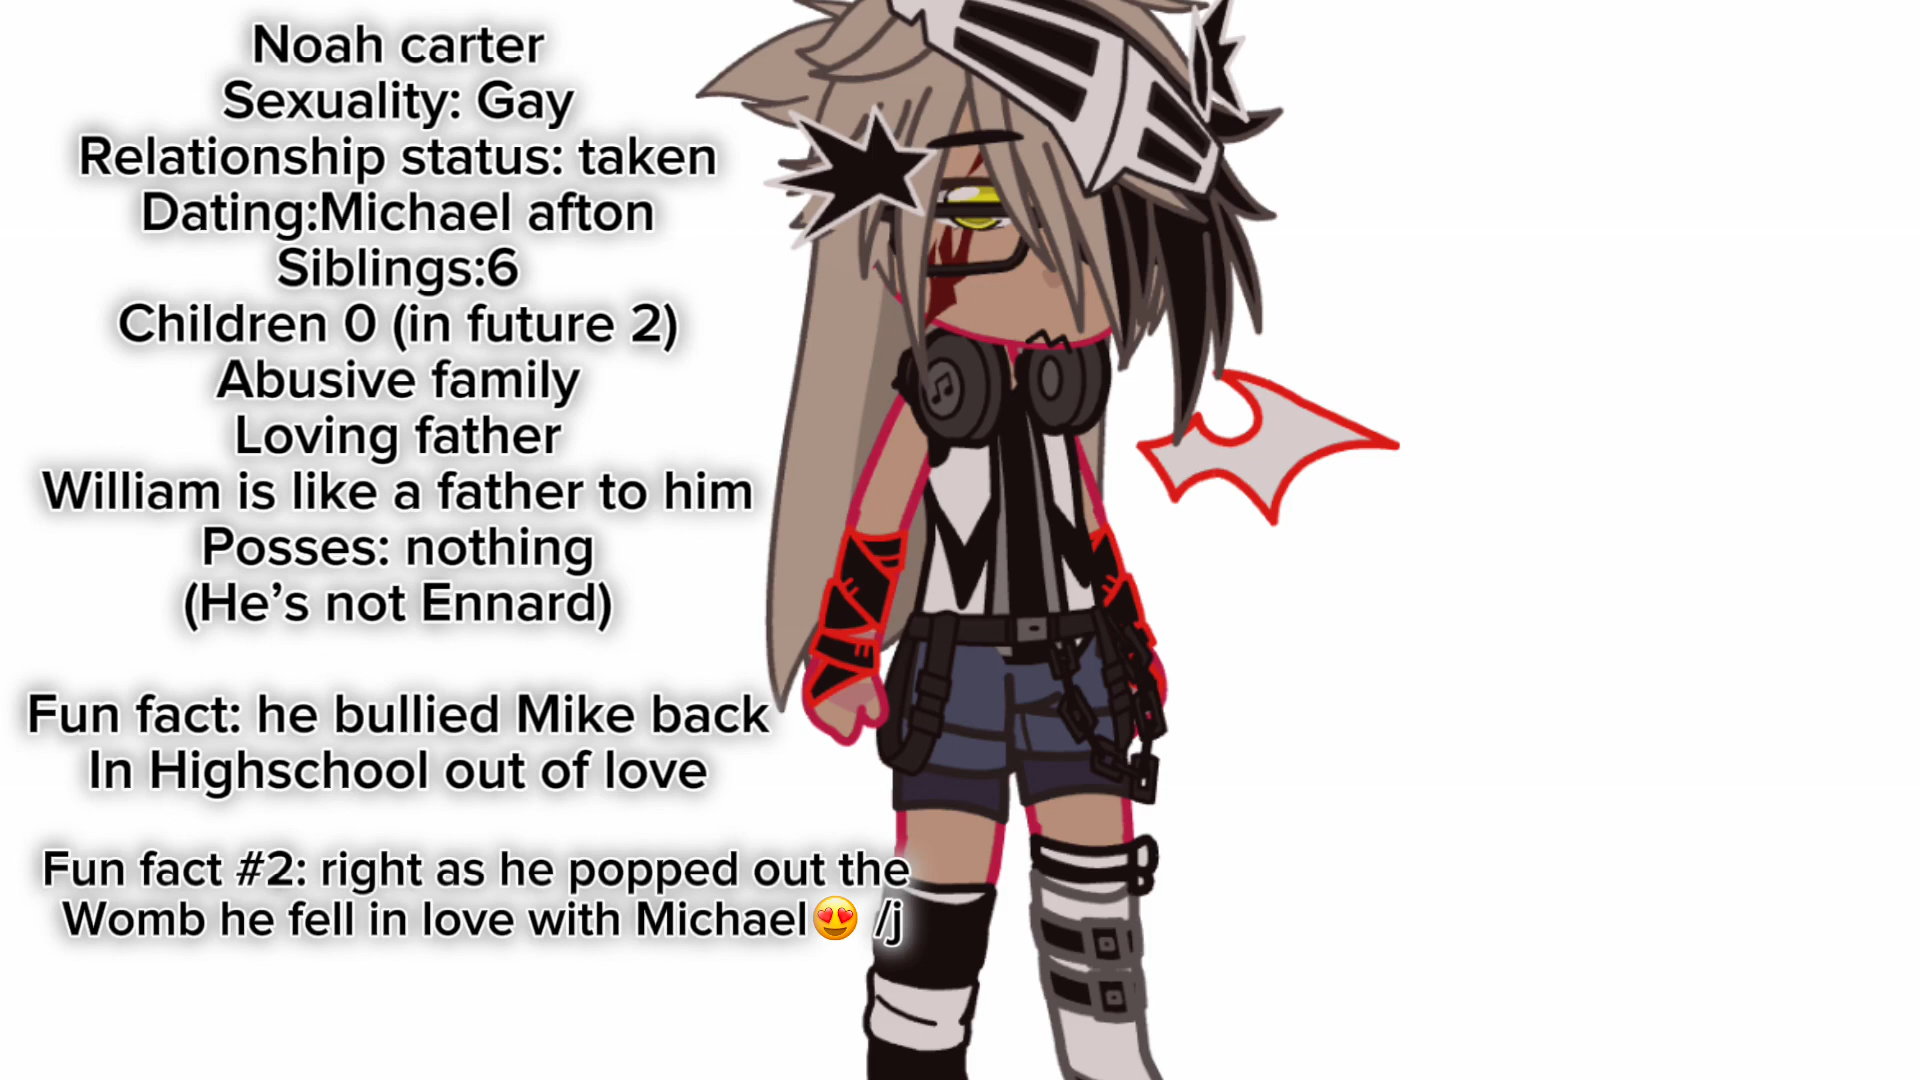 Noah carter
Sexuality: Gay
Relationship status: taken
Dating:Michael afton
Siblings:6
Children 0 (in future 2)
Abusive family
Loving father
William is like a father to him
Posses: nothing
(He’s not Ennard)
Fun fact: he bullied Mike back
In Highschool out of love
Fun fact #2: right as he popped out the
Womb he fell in love with Michael😍 /j